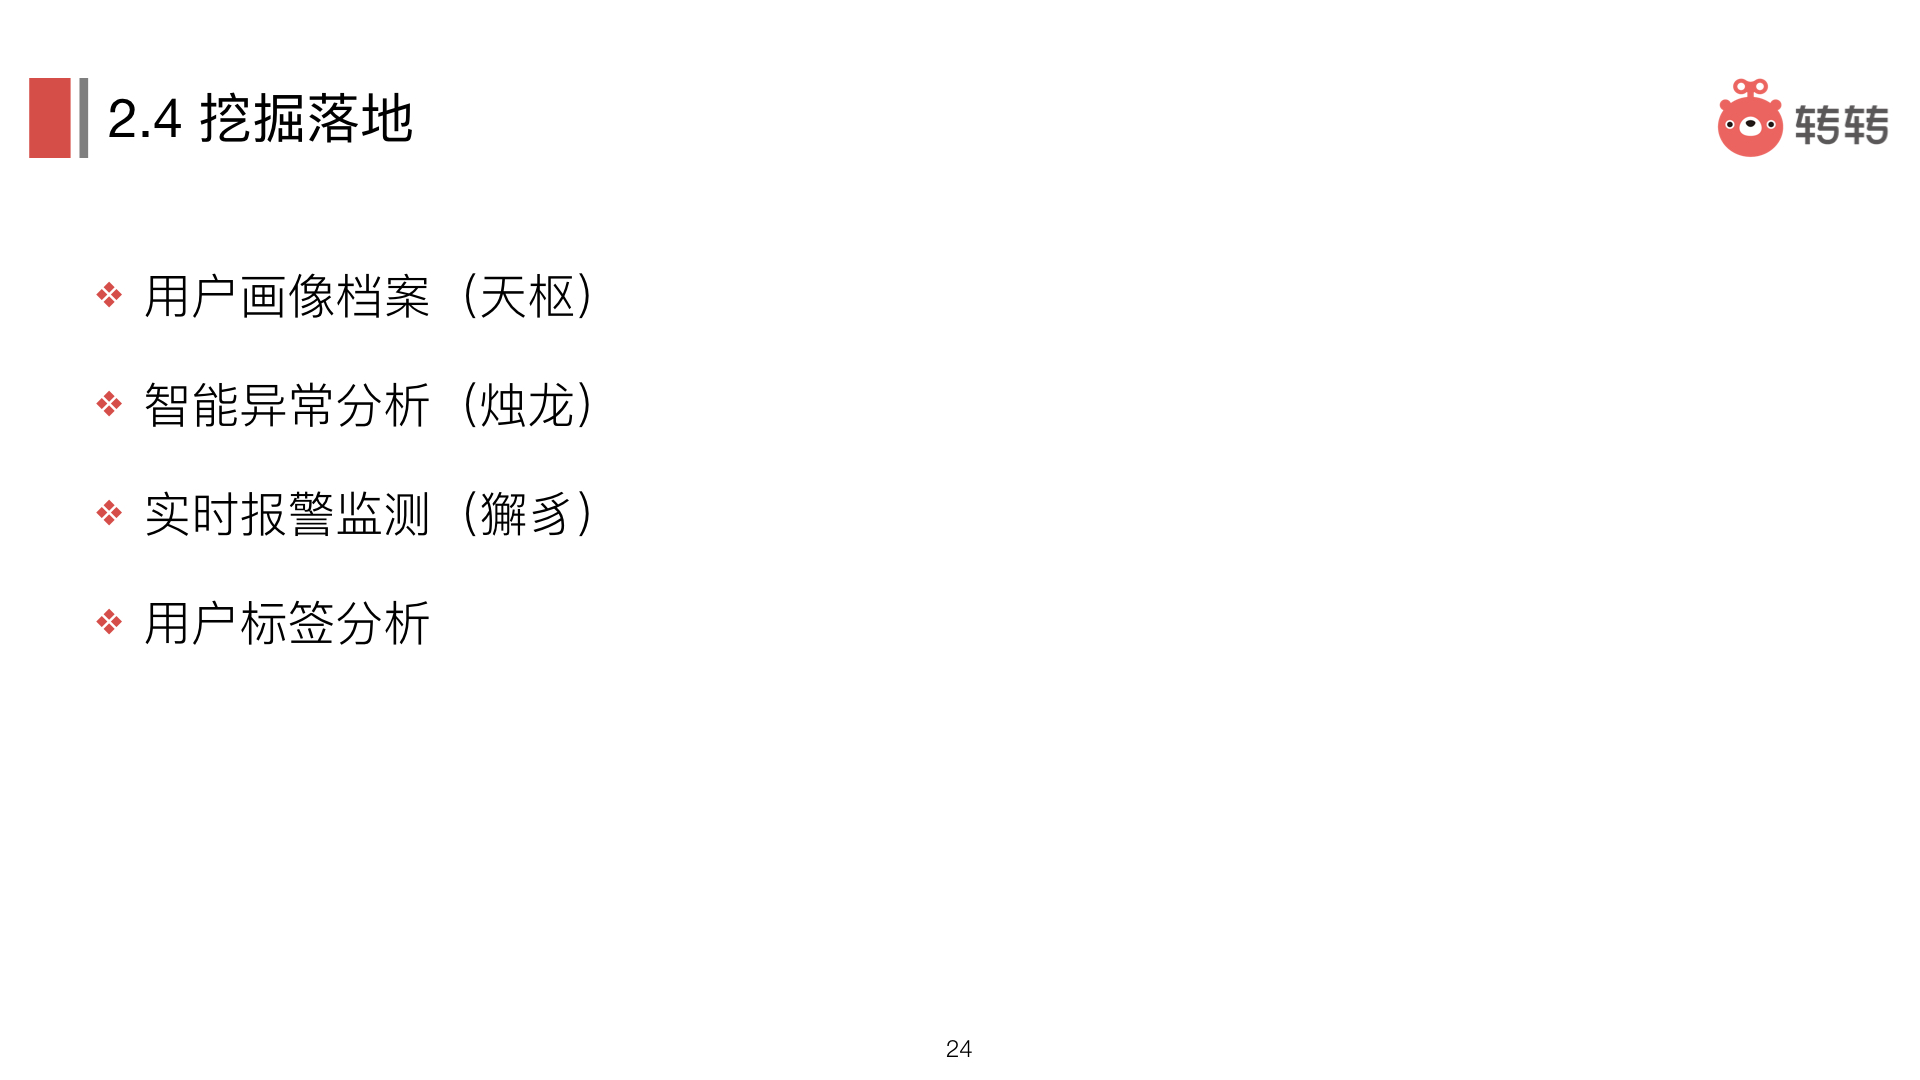 2.4 挖掘落地
转转
❖ 用户画像档案（天枢）
❖ 智能异常分析（烛龙）
❖ 实时报警监测（獬豸）
❖ 用户标签分析
24